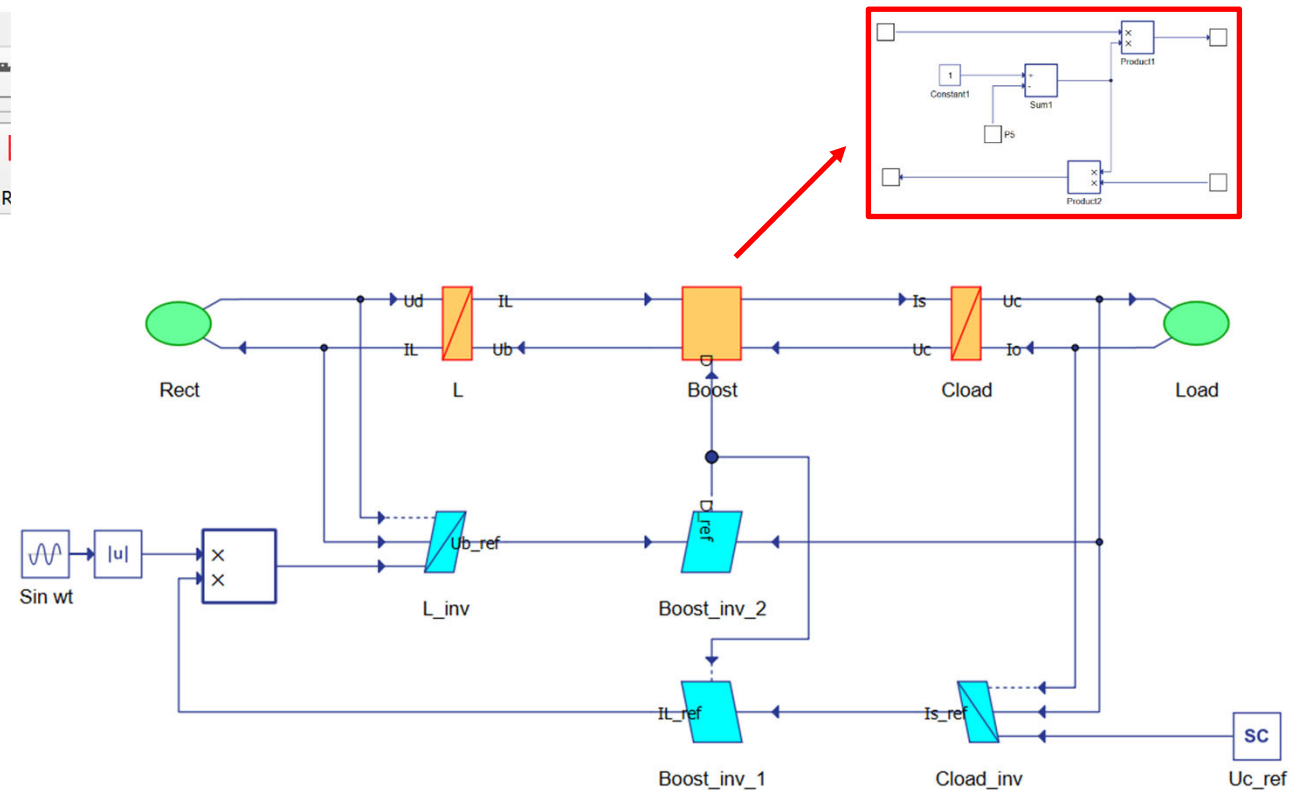 ×
×
Product1
1
Constant1
+
-
Sum1
P5
×
×
Product2
R
Ud
IL
Is
Uc
IL
Ub
D
Uc
Io
Rect
L
Boost
Cload
Load
D_ref
Ub_ref
|u|
×
×
Sin wt
L_inv
Boost_inv_2
IL_ref
Is_ref
SC
Boost_inv_1
Cload_inv
Uc_ref